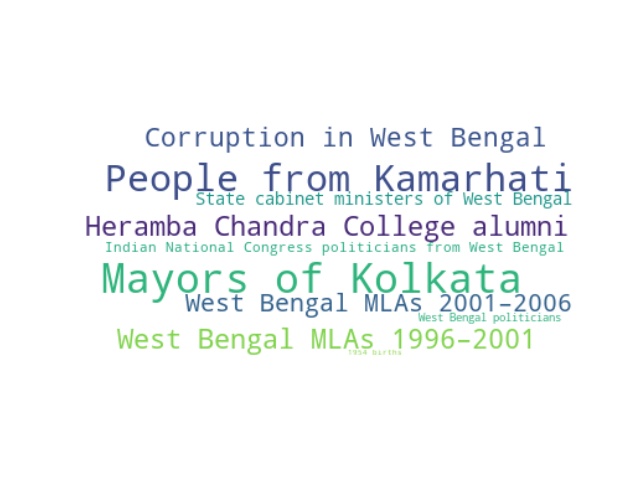 Corruption in West Bengal
People from Kamarhati
State cabinet ministers of West Bengal
Heramba Chandra College alumni
Indian National Congress politicians from West Bengal
Mayors of Kolkata
West Bengal MLAs 2001–2006
West Bengal politicians
West Bengal MLAs 1996–2001
1954 births